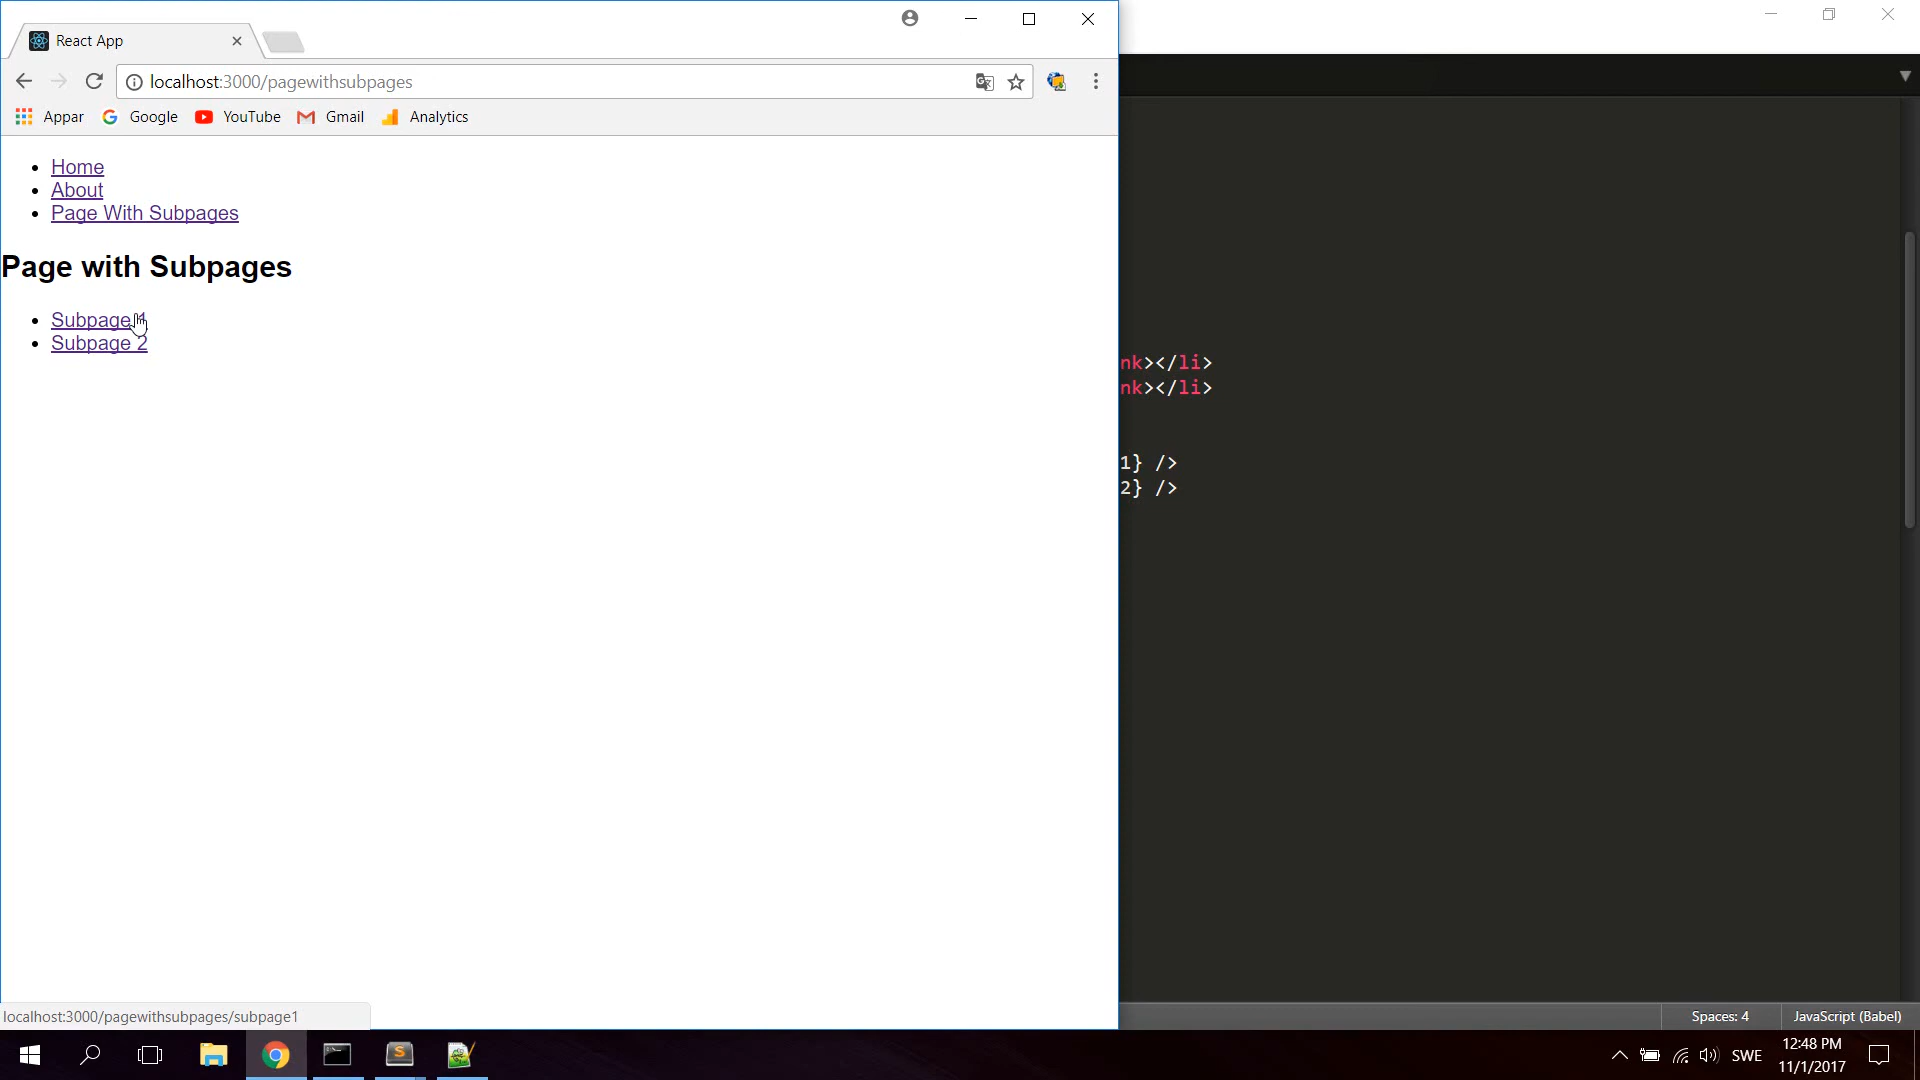 React App
localhost:3000/pagewithsubpages
Appar Google YouTube Gmail Analytics
Home
About
Page With Subpages
Page with Subpages
Subpage 1
Subpage 2
nk></li>
nk></li>
1} />
2} />
localhost:3000/pagewithsubpages/subpage1
Spaces: 4 JavaScript (Babel)
SWE
12:48 PM
11/1/2017